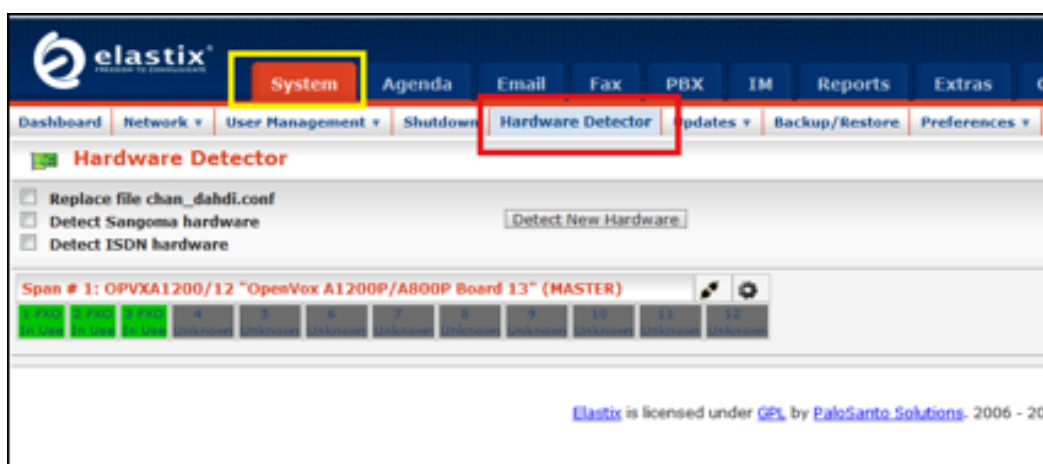 elastix
FREEDOM TO COMMUNICATE
System Agenda Email Fax PBX IM Reports Extras
Dashboard Network User Management Shutdown Hardware Detector Updates Backup/Restore Preferences
Hardware Detector
Replace file chan_dahdi.conf
Detect Sangoma hardware
Detect New Hardware
Detect ISDN hardware
Span # 1: OPVXA1200/12 "OpenVox A1200P/A800P Board 13" (MASTER)
1 FXO 2 FXO 3 FXO 4 5 6 7 8 9 10 11 12
In Use In Use In Use Unknown Unknown Unknown Unknown Unknown Unknown Unknown Unknown Unknown
Elastix is licensed under GPL by PaloSanto Solutions. 2006 - 20